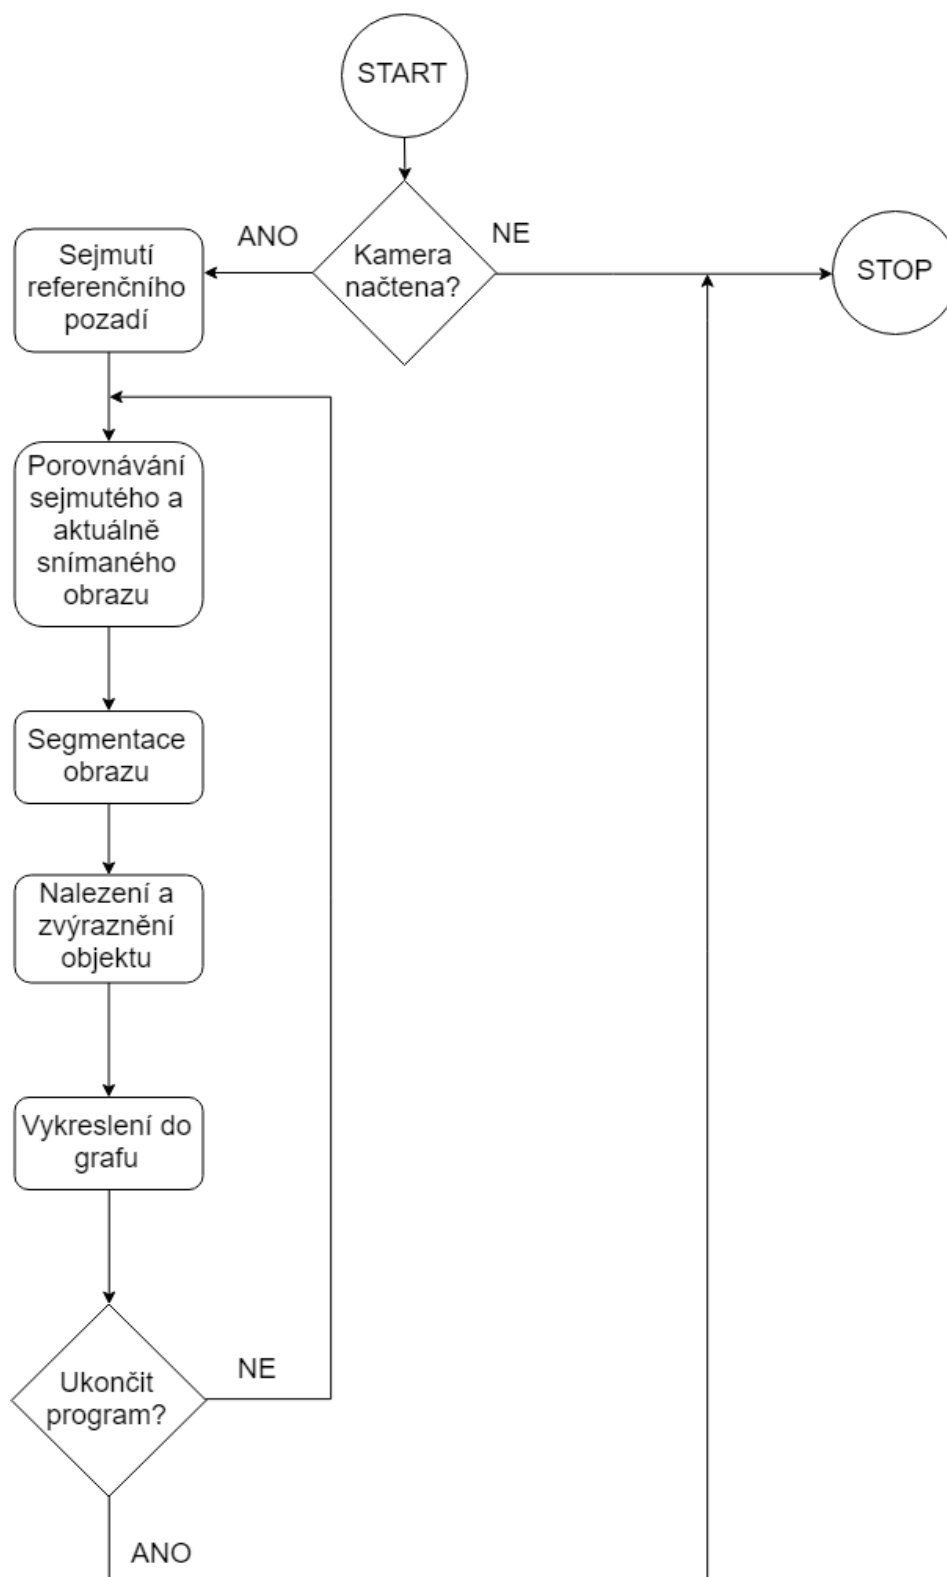 START
ANO
NE
Kamera
načtena?
STOP
Sejmutí
referenčního
pozadí
Porovnávání
sejmutého a
aktuálně
snímaného
obrazu
Segmentace
obrazu
Nalezení a
zvýraznění
objektu
Vykreslení do
grafu
Ukončit
program?
NE
ANO